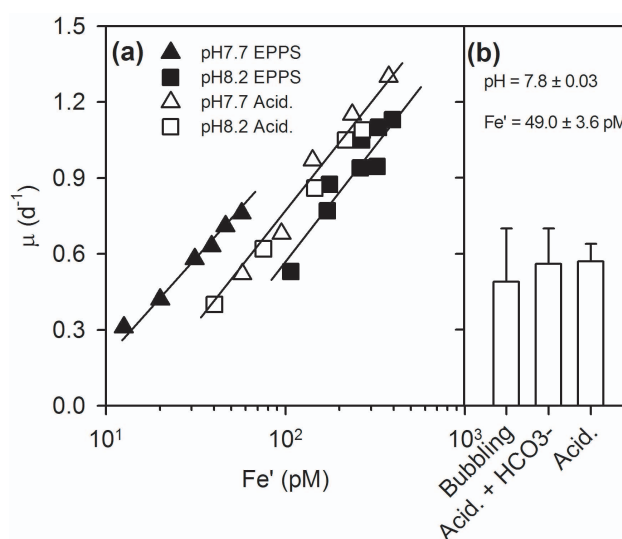 (a)
pH7.7 EPPS
pH8.2 EPPS
pH7.7 Acid.
pH8.2 Acid.
(b)
pH = 7.8 ± 0.03
Fe' = 49.0 ± 3.6 pM
1.5
1.2
0.9
0.6
0.3
0.0
μ (d⁻¹)
10¹
10²
10³
Fe' (pM)
Bubbling
Acid. + HCO3-
Acid.